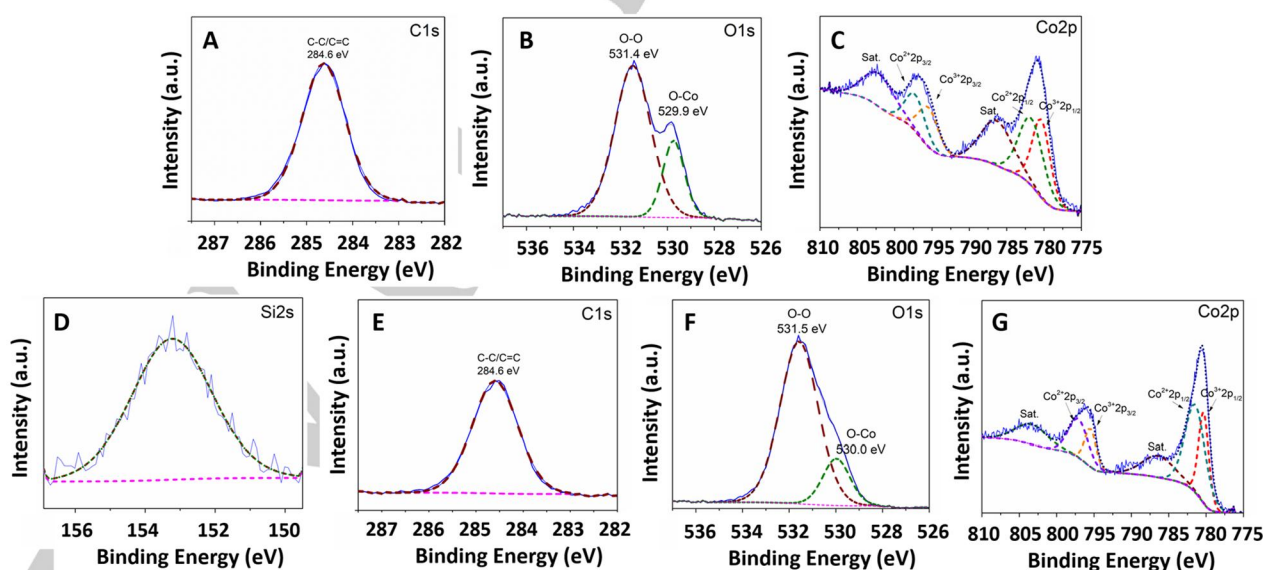 A
C1s
C-C/C=C
284.6 eV
Intensity (a.u.)
287 286 285 284 283 282
Binding Energy (eV)
B
O1s
O-O
531.4 eV
O-Co
529.9 eV
Intensity (a.u.)
536 534 532 530 528 526
Binding Energy (eV)
C
Co2p
Sat.
Co²⁺2p₃/₂
Co³⁺2p₃/₂
Sat.
Co²⁺2p₁/₂
Co³⁺2p₁/₂
Intensity (a.u.)
810 805 800 795 790 785 780 775
Binding Energy (eV)
D
Si2s
Intensity (a.u.)
156 154 152 150
Binding Energy (eV)
E
C1s
C-C/C=C
284.6 eV
Intensity (a.u.)
287 286 285 284 283 282
Binding Energy (eV)
F
O1s
O-O
531.5 eV
O-Co
530.0 eV
Intensity (a.u.)
536 534 532 530 528 526
Binding Energy (eV)
G
Co2p
Sat.
Co²⁺2p₃/₂
Co³⁺2p₃/₂
Sat.
Co²⁺2p₁/₂
Co³⁺2p₁/₂
Intensity (a.u.)
810 805 800 795 790 785 780 775
Binding Energy (eV)